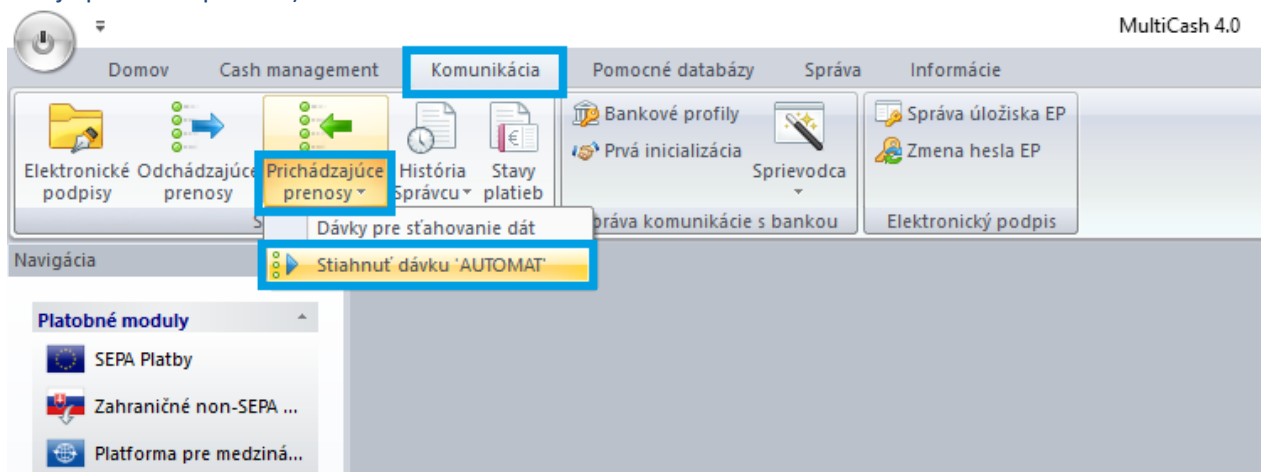 MultiCash 4.0
Domov Cash management Komunikácia Pomocné databázy Správa Informácie
Elektronické podpisy
Odchádzajúce prenosy
Prichádzajúce prenosy
História Správcu
Stavy platieb
Bankové profily
Prvá inicializácia
Sprievodca
Správa úložiska EP
Zmena hesla EP
práva komunikácie s bankou
Elektronický podpis
Dávky pre sťahovanie dát
Stiahnuť dávku 'AUTOMAT'
Navigácia
Platobné moduly
SEPA Platby
Zahraničné non-SEPA ...
Platforma pre medziná...